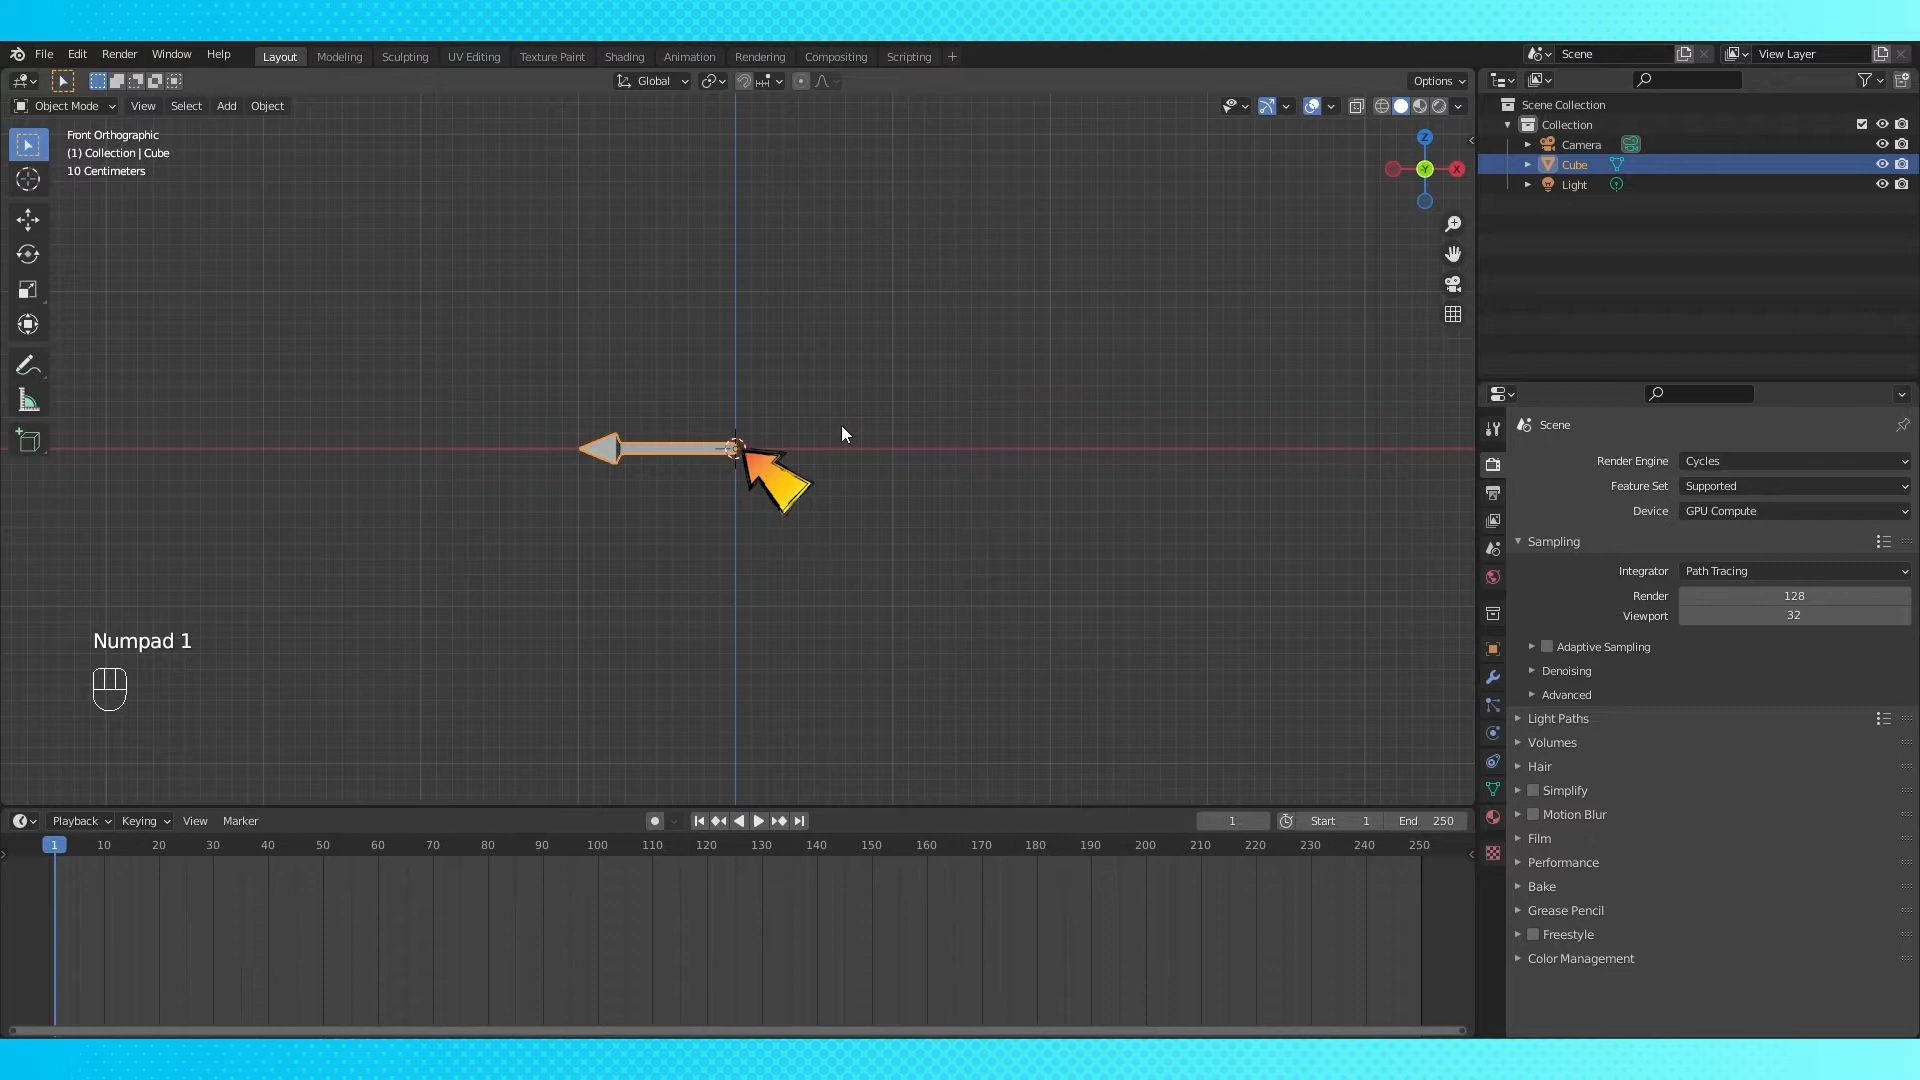 File Edit Render Window Help Layout Modeling Sculpting UV Editing Texture Paint Shading Animation Rendering Compositing Scripting + Scene View Layer
Global Options
Object Mode View Select Add Object
Front Orthographic
(1) Collection | Cube
10 Centimeters
Z
Y
X
Numpad 1
Scene Collection
Collection
Camera
Cube
Light
Scene
Render Engine Cycles
Feature Set Supported
Device GPU Compute
Sampling
Integrator Path Tracing
Render 128
Viewport 32
Adaptive Sampling
Denoising
Advanced
Light Paths
Volumes
Hair
Simplify
Motion Blur
Film
Performance
Bake
Grease Pencil
Freestyle
Color Management
Playback Keying View Marker 1 Start 1 End 250
1 10 20 30 40 50 60 70 80 90 100 110 120 130 140 150 160 170 180 190 200 210 220 230 240 250